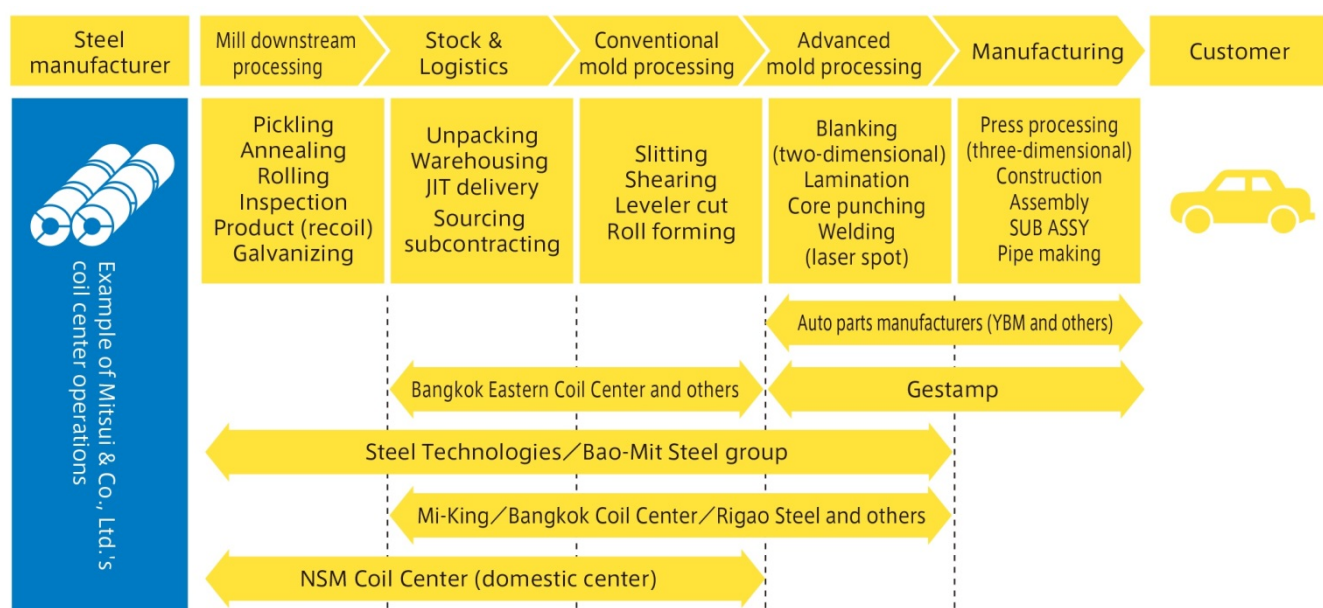 Steel
manufacturer
Mill downstream
processing
Stock &
Logistics
Conventional
mold processing
Advanced
mold processing
Manufacturing
Customer
Example of Mitsui & Co., Ltd.'s
coil center operations
Pickling
Annealing
Rolling
Inspection
Product (recoil)
Galvanizing
Unpacking
Warehousing
JIT delivery
Sourcing
subcontracting
Slitting
Shearing
Leveler cut
Roll forming
Blanking
(two-dimensional)
Lamination
Core punching
Welding
(laser spot)
Press processing
(three-dimensional)
Construction
Assembly
SUB ASSY
Pipe making
Auto parts manufacturers (YBM and others)
Bangkok Eastern Coil Center and others
Gestamp
Steel Technologies／Bao-Mit Steel group
Mi-King／Bangkok Coil Center／Rigao Steel and others
NSM Coil Center (domestic center)